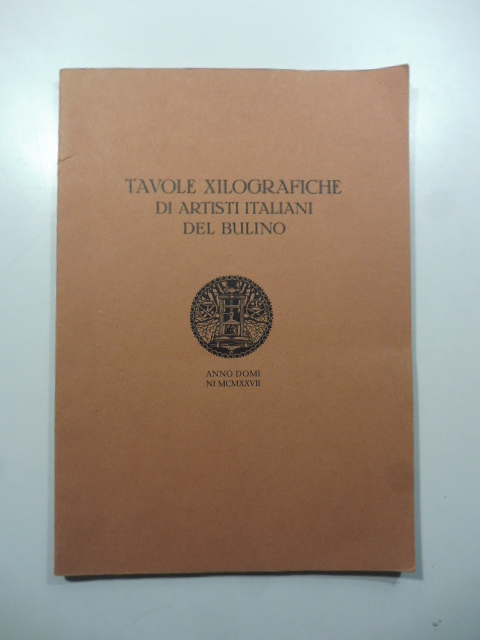 TAVOLE XILOGRAFICHE
DI ARTISTI ITALIANI
DEL BULINO
ANNO DOMI
NI MCMXXVII